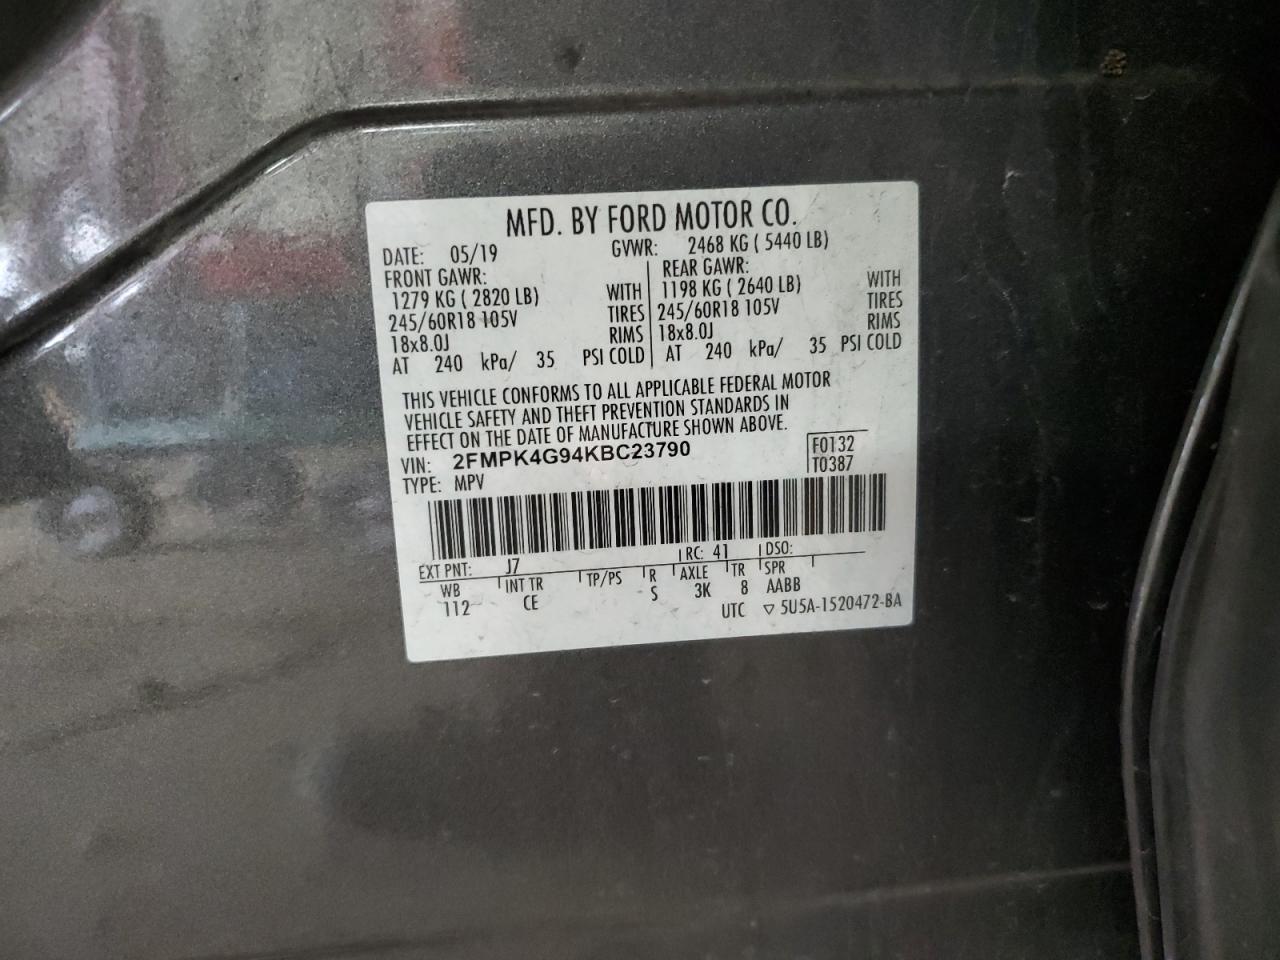 MFD. BY FORD MOTOR CO.
DATE: 05/19 GVWR: 2468 KG ( 5440 LB)
FRONT GAWR: REAR GAWR:
1279 KG ( 2820 LB) WITH 1198 KG ( 2640 LB) WITH
245/60R18 105V TIRES 245/60R18 105V TIRES
18x8.0J RIMS 18x8.0J RIMS
AT 240 kPa/ 35 PSI COLD AT 240 kPa/ 35 PSI COLD
THIS VEHICLE CONFORMS TO ALL APPLICABLE FEDERAL MOTOR
VEHICLE SAFETY AND THEFT PREVENTION STANDARDS IN
EFFECT ON THE DATE OF MANUFACTURE SHOWN ABOVE.
VIN: 2FMPK4G94KBC23790 F0132
TYPE: MPV T0387
EXT PNT: J7 RC: 41 DSO:
WB INT TR TP/PS R AXLE TR SPR
112 CE S 3K 8 AABB
UTC ▽ 5U5A-1520472-BA